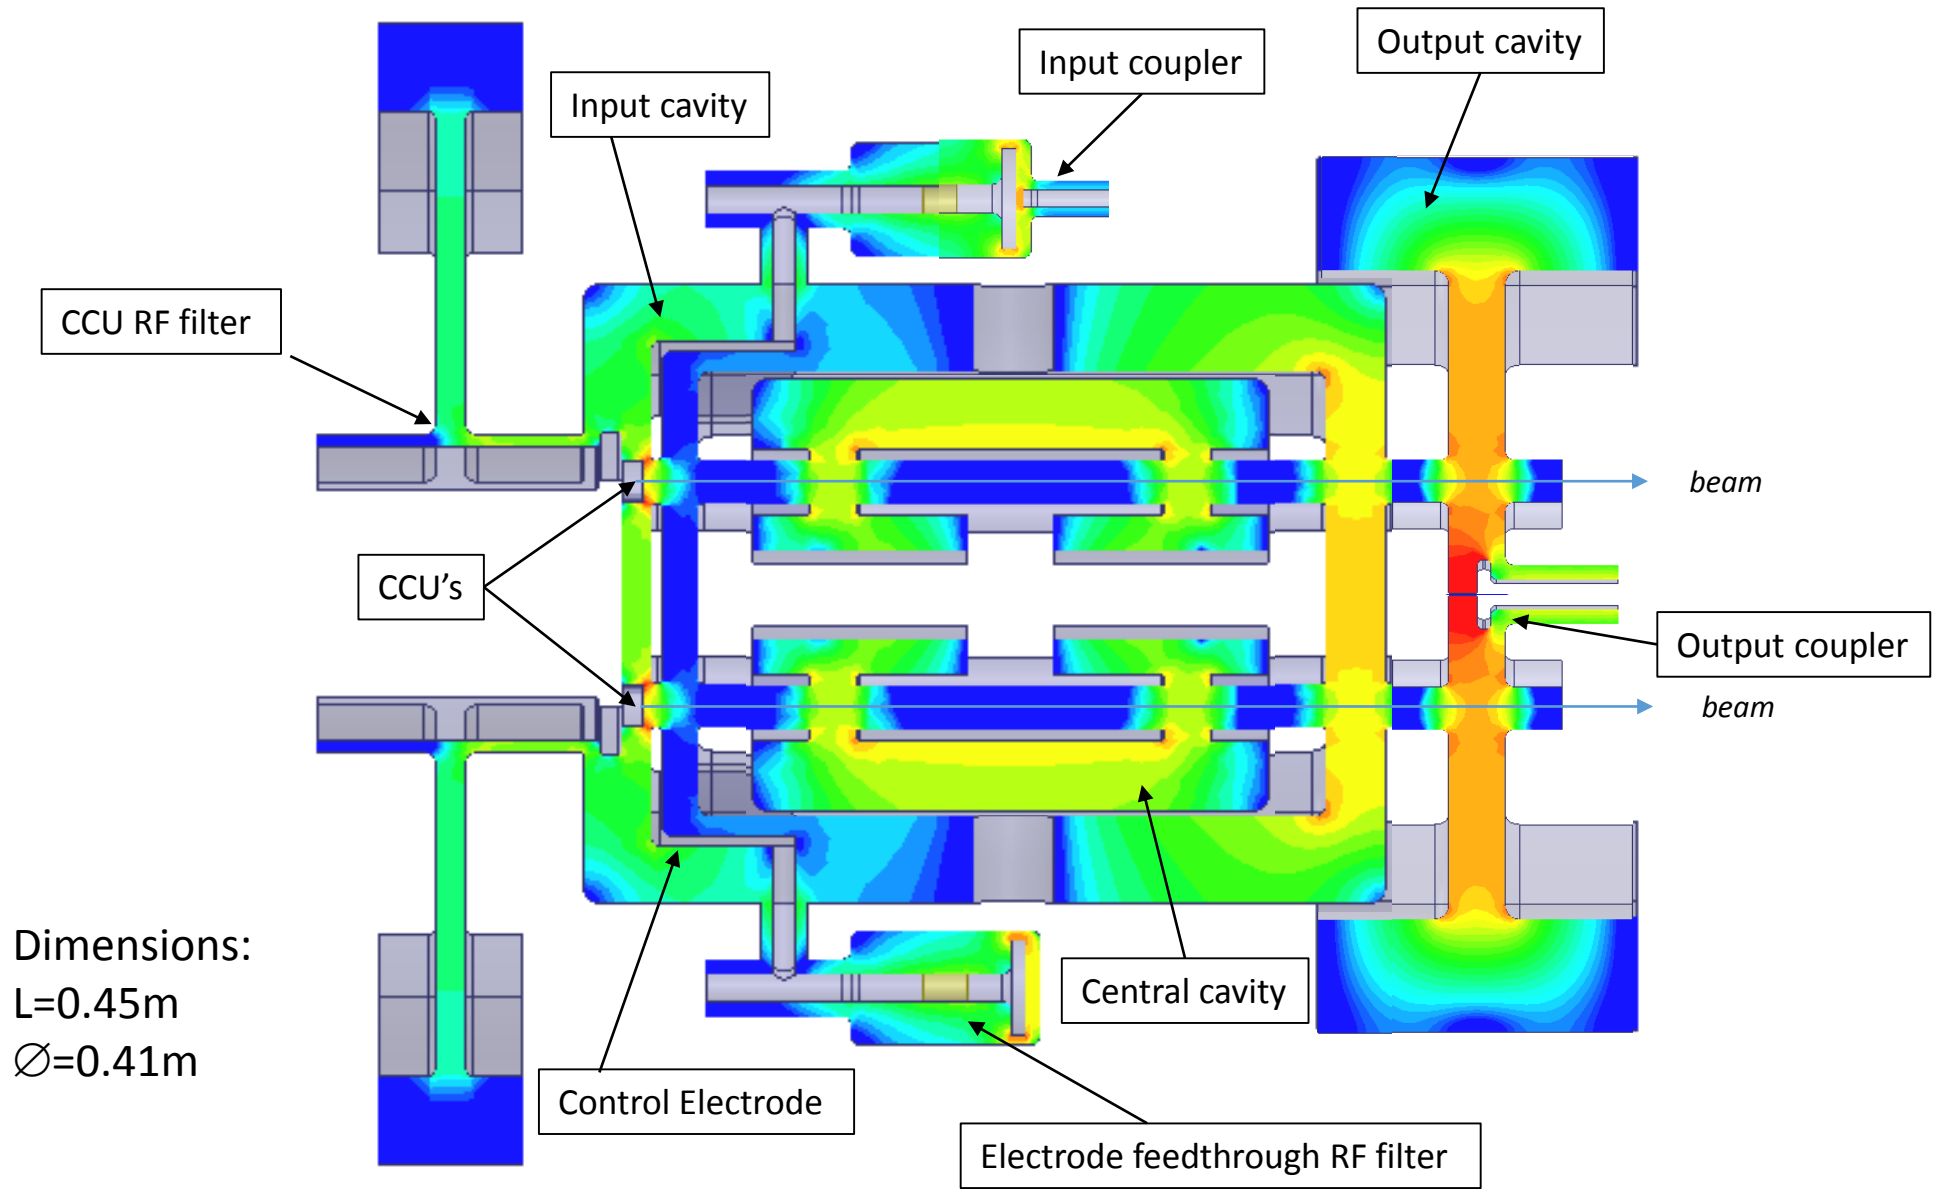 Output cavity
Input coupler
Input cavity
CCU RF filter
beam
CCU's
Output coupler
beam
Dimensions:
L=0.45m
∅=0.41m
Central cavity
Control Electrode
Electrode feedthrough RF filter